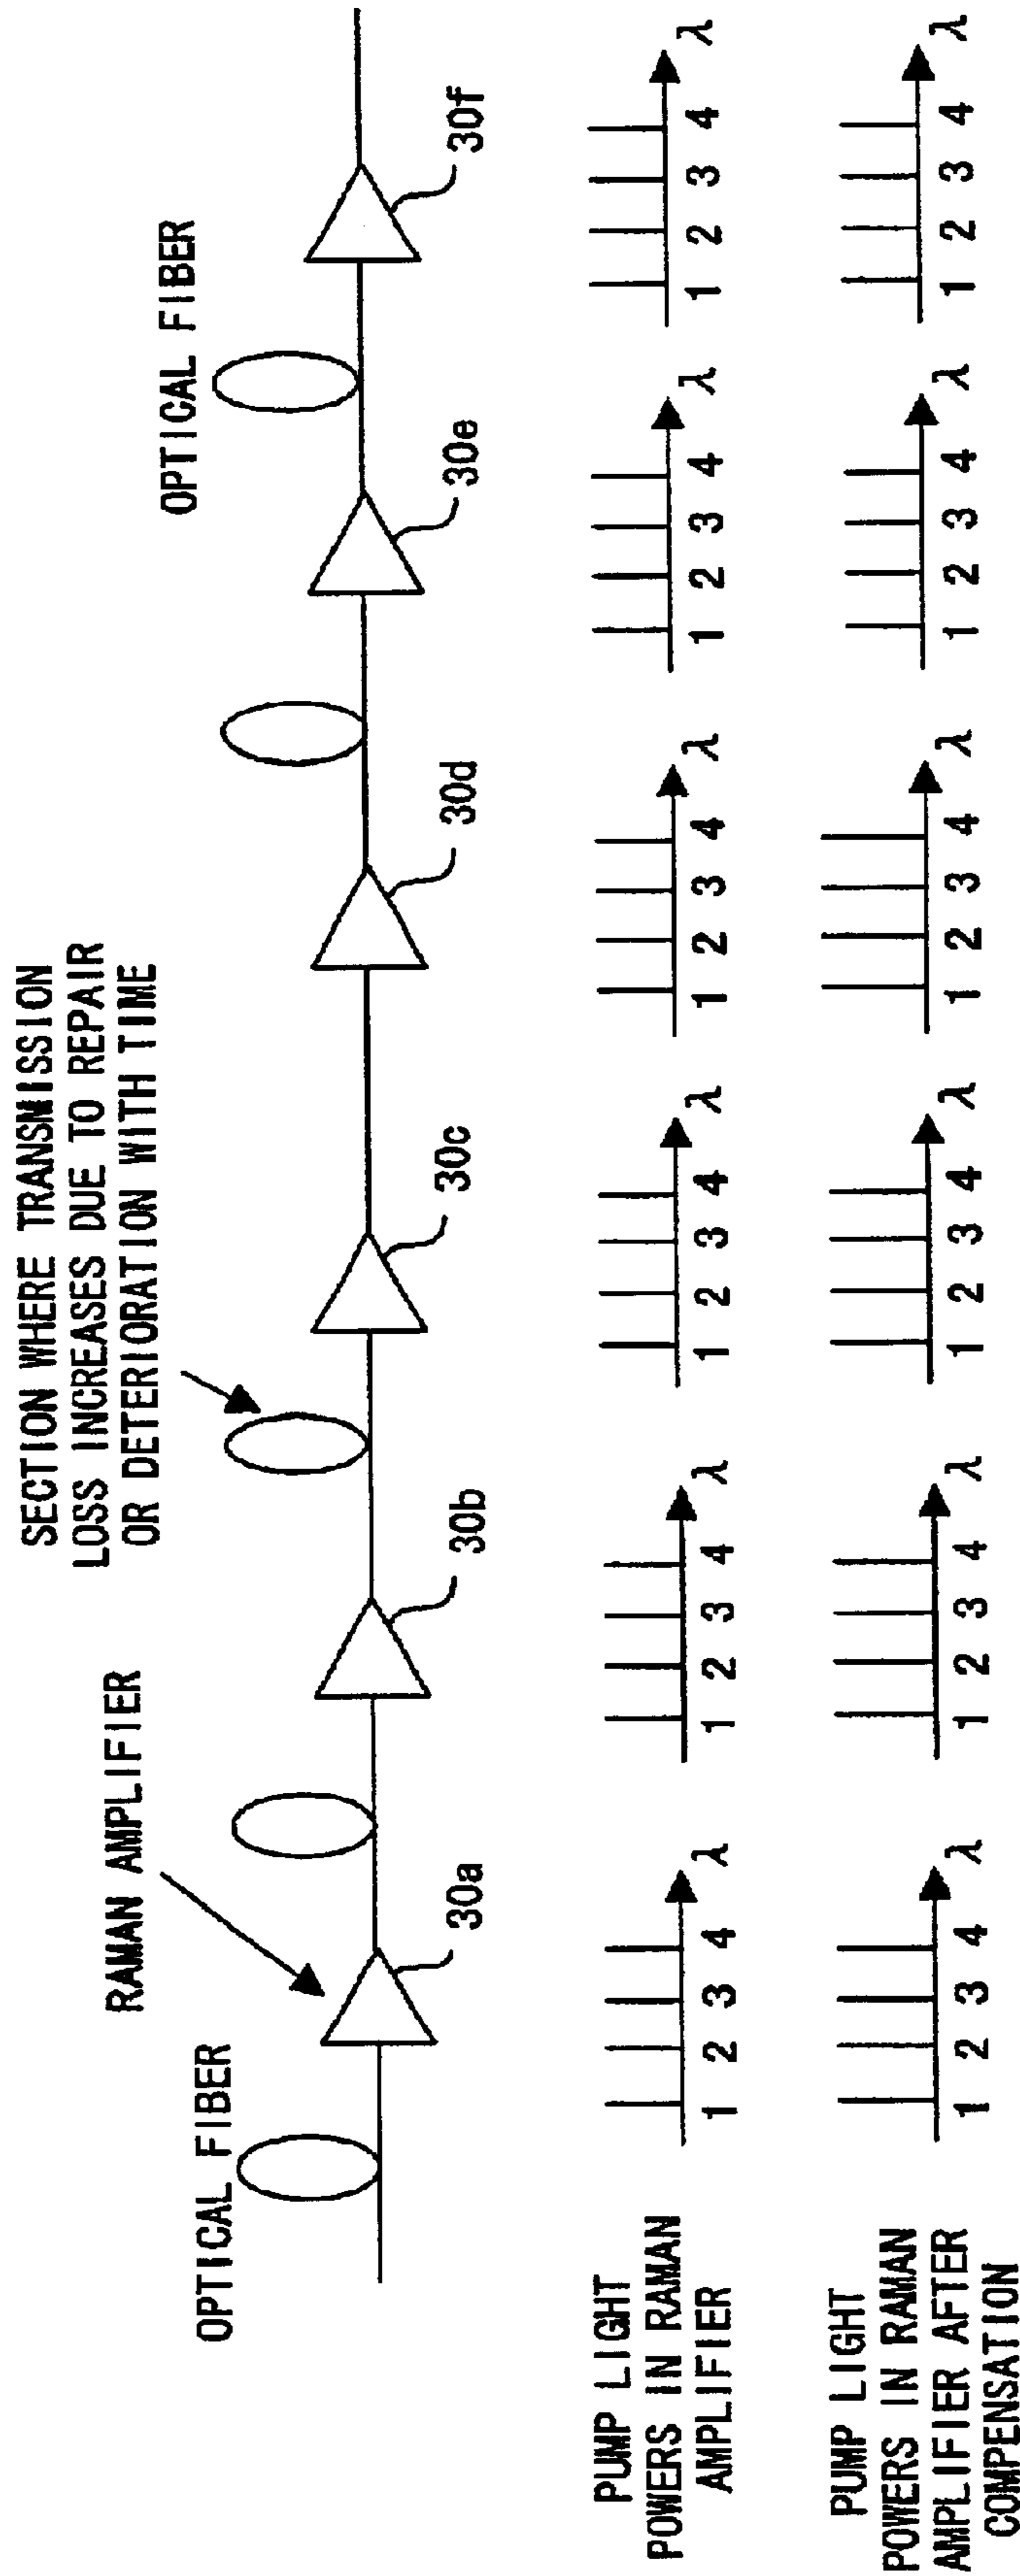 SECTION WHERE TRANSMISSION
LOSS INCREASES DUE TO REPAIR
OR DETERIORATION WITH TIME
RAMAN AMPLIFIER
OPTICAL FIBER
OPTICAL FIBER
30a
30b
30c
30d
30e
30f
PUMP LIGHT
POWERS IN RAMAN
AMPLIFIER
1 2 3 4 λ
1 2 3 4 λ
1 2 3 4 λ
1 2 3 4 λ
1 2 3 4 λ
1 2 3 4 λ
PUMP LIGHT
POWERS IN RAMAN
AMPLIFIER AFTER
COMPENSATION
1 2 3 4 λ
1 2 3 4 λ
1 2 3 4 λ
1 2 3 4 λ
1 2 3 4 λ
1 2 3 4 λ